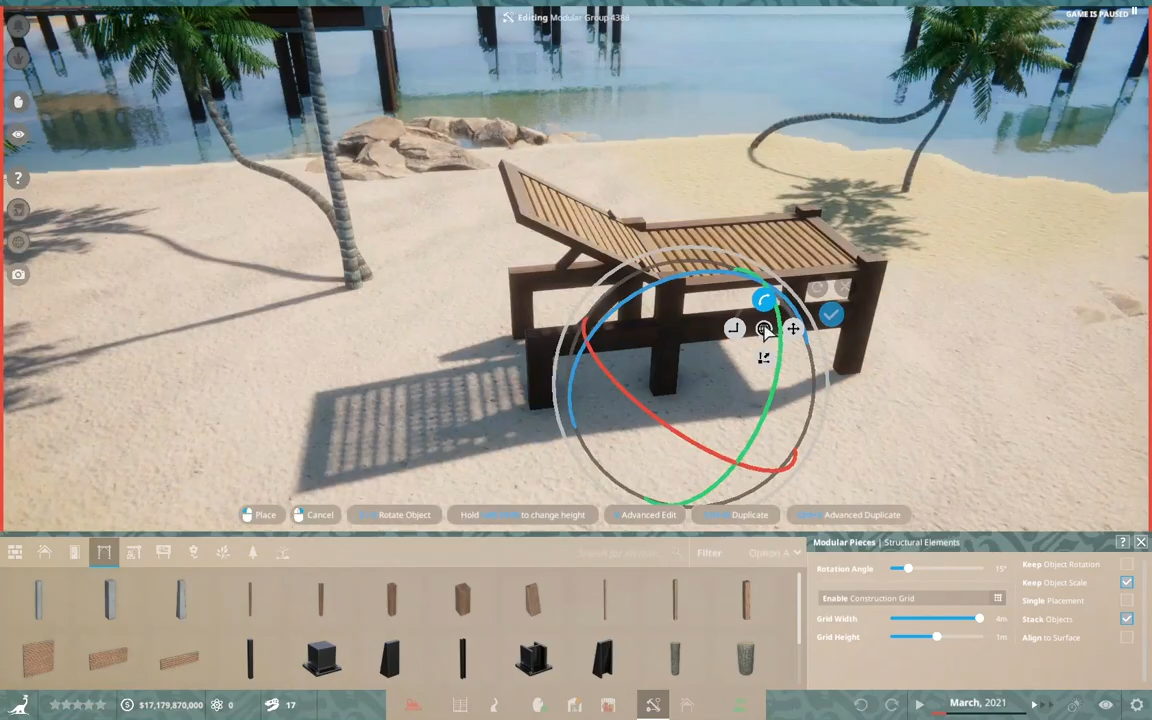 Editing Modular Group 4388
GAME IS PAUSED
?
Place
Cancel
Rotate Object
Hold
to change height
Advanced Edit
Duplicate
Advanced Duplicate
Filter
Option A
Modular Pieces | Structural Elements
?
Rotation Angle
15°
Keep Object Rotation
Enable Construction Grid
Keep Object Scale
Single Placement
Grid Width
4m
Stack Objects
Grid Height
1m
Align to Surface
$17,179,870,000
0
17
March, 2021